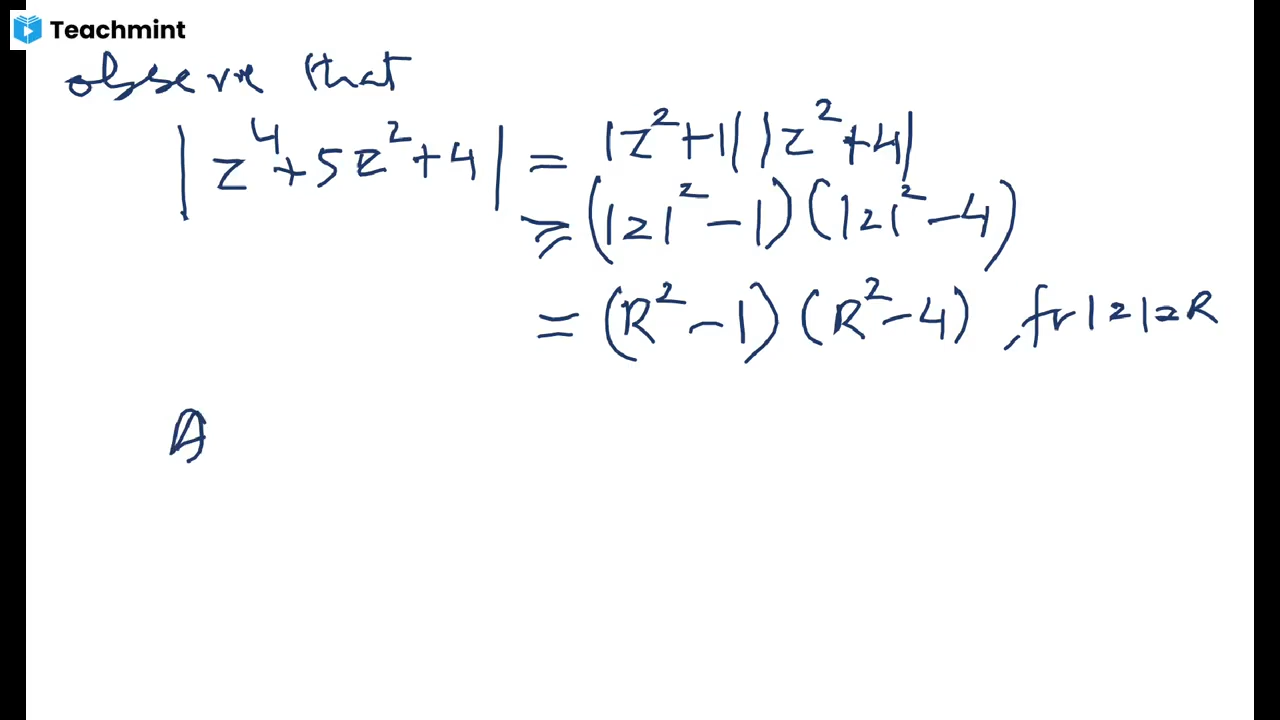 Teachmint
observe that
|z⁴+5z²+4| = |z²+1||z²+4|
≥ (|z|²-1)(|z|²-4)
= (R²-1)(R²-4), for |z|=R
A